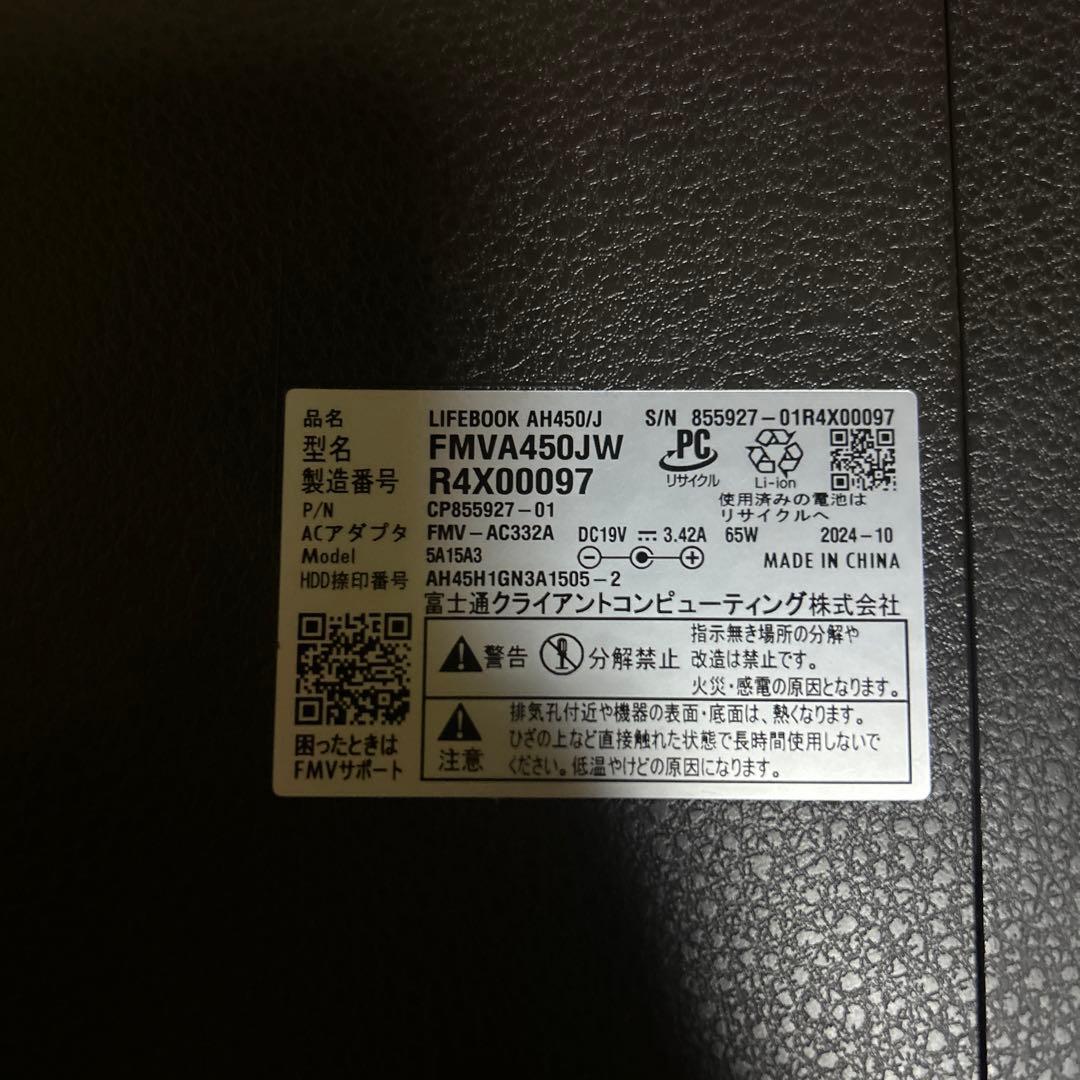 品名 LIFEBOOK AH450/J S/N 855927-01R4X00097
型名 FMVA450JW
製造番号 R4X00097
PC
リサイクル
Li-ion
使用済みの電池は
リサイクルへ
P/N CP855927-01
ACアダプタ FMV-AC332A DC19V 3.42A 65W 2024-10
Model 5A15A3 MADE IN CHINA
HDD捺印番号 AH45H1GN3A1505-2
富士通クライアントコンピューティング株式会社
警告 分解禁止
指示無き場所の分解や
改造は禁止です。
火災・感電の原因となります。
注意
排気孔付近や機器の表面・底面は、熱くなります。
ひざの上など直接触れた状態で長時間使用しないで
ください。低温やけどの原因になります。
困ったときは
FMVサポート